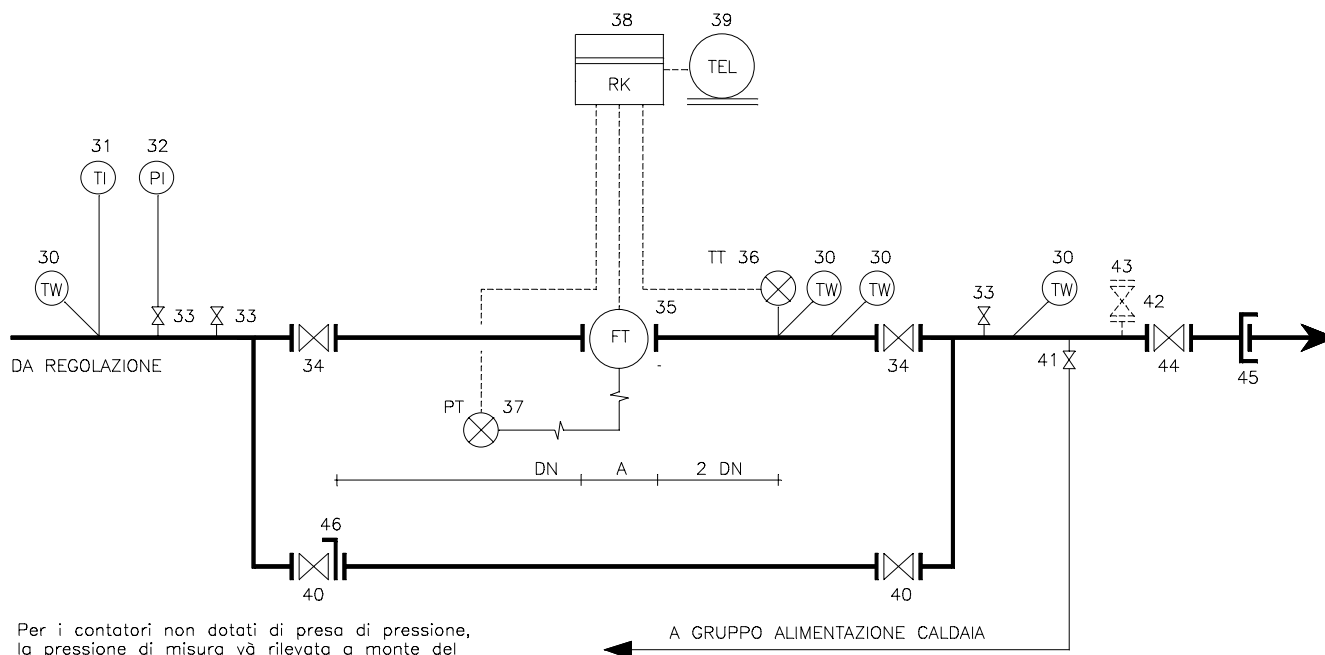 38
39
TEL
RK
31
32
TI
PI
30
TW
33
33
DA REGOLAZIONE
34
35
FT
TT 36
30
30
TW
TW
34
33
30
TW
43
42
41
44
45
PT
37
DN
A
2 DN
46
40
40
Per i contatori non dotati di presa di pressione,
la pressione di misura và rilevata a monte del
A GRUPPO ALIMENTAZIONE CALDAIA